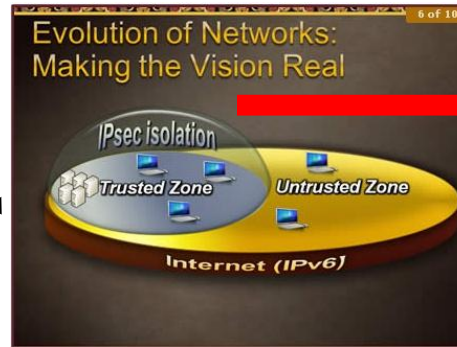 6 of 10
Evolution of Networks:
Making the Vision Real
IPsec isolation
Trusted Zone
Untrusted Zone
Internet (IPv6)